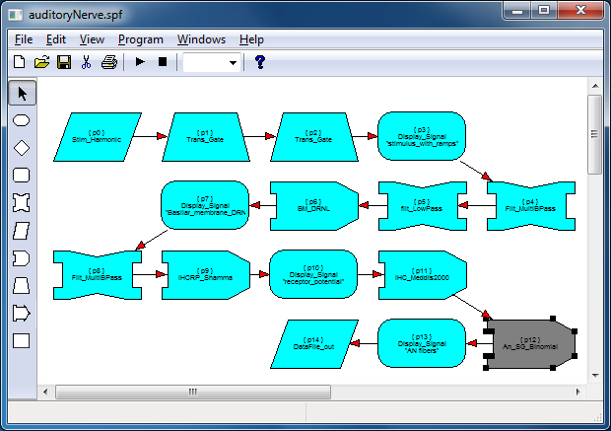 auditoryNerve.spf
File Edit View Program Windows Help
{ p0 }
Stim_Harmonic
{ p1 }
Trans_Gate
{ p2 }
Trans_Gate
{ p3 }
Display_Signal
"stimulus_with_ramps"
{ p7 }
Display_Signal
"Basilar_membrane_DRN
{ p6 }
BM_DRNL
{ p5 }
filt_LowPass
{ p4 }
Filt_MultiBPass
{ p8 }
Filt_MultiBPass
{ p9 }
IHCRP_Shamma
{ p10 }
Display_Signal
"receptor_potential"
{ p11 }
IHC_Meddis2000
{ p14 }
DataFile_out
{ p13 }
Display_Signal
"AN fibers"
{ p12 }
An_SG_Binomial